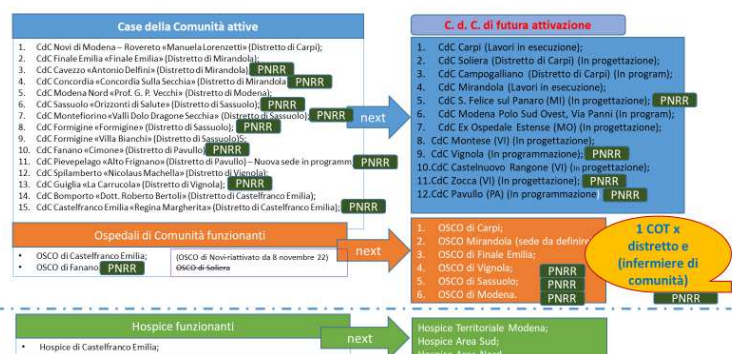 Case della Comunità attive
1. CdC Novi di Modena – Rovereto «Manuela Lorenzetti» (Distretto di Carpi);
2. CdC Finale Emilia «Finale Emilia» (Distretto di Mirandola);
3. CdC Cavezzo «Antonio Delfini» (Distretto di Mirandola) PNRR
4. CdC Concordia «Concordia Sulla Secchia» (Distretto di Mirandola PNRR
5. CdC Modena Nord «Prof. G. P. Vecchi» (Distretto di Modena);
6. CdC Sassuolo «Orizzonti di Salute» (Distretto di Sassuolo); PNRR
7. CdC Montefiorino «Valli Dolo Dragone Secchia» (Distretto di Sassuolo); PNRR
8. CdC Formigine «Formigine» (Distretto di Sassuolo); PNRR
9. CdC Formigine «Villa Bianchi» (Distretto di Sassuolo)S;
10. CdC Fanano «Cimone» (Distretto di Pavullo) PNRR
11. CdC Pievepelago «Alto Frignano» (Distretto di Pavullo) – Nuova sede in programm PNRR
12. CdC Spilamberto «Nicolaus Machella» (Distretto di Vignola);
13. CdC Guiglia «La Carrucola» (Distretto di Vignola); PNRR
14. CdC Bomporto «Dott. Roberto Bertoli» (Distretto di Castelfranco Emilia)
15. CdC Castelfranco Emilia «Regina Margherita» (Distretto di Castelfranco Emilia); PNRR
next
C. d. C. di futura attivazione
1. CdC Carpi (Lavori in esecuzione);
2. CdC Soliera (Distretto di Carpi) (In progettazione);
3. CdC Campogalliano (Distretto di Carpi) (In program);
4. CdC Mirandola (Lavori in esecuzione);
5. CdC S. Felice sul Panaro (MI) (In progettazione); PNRR
6. CdC Modena Polo Sud Ovest, Via Panni (In program);
7. CdC Ex Ospedale Estense (MO) (In progettazione);
8. CdC Montese (VI) (In progettazione);
9. CdC Vignola (In programmazione); PNRR
10.CdC Castelnuovo Rangone (VI) (In progettazione);
11.CdC Zocca (VI) (In progettazione); PNRR
12.CdC Pavullo (PA) (In programmazione PNRR
Ospedali di Comunità funzionanti
• OSCO di Castelfranco Emilia;
• OSCO di Fanano PNRR
(OSCO di Novi-riattivato da 8 novembre 22)
OSCO di Soliera
next
1. OSCO di Carpi;
2. OSCO Mirandola (sede da definire
3. OSCO di Finale Emilia;
4. OSCO di Vignola; PNRR
5. OSCO di Sassuolo; PNRR
6. OSCO di Modena. PNRR
1 COT x
distretto e
(infermiere di
comunità)
PNRR
Hospice funzionanti
• Hospice di Castelfranco Emilia;
next
Hospice Territoriale Modena;
Hospice Area Sud;
Hospice Area Nord